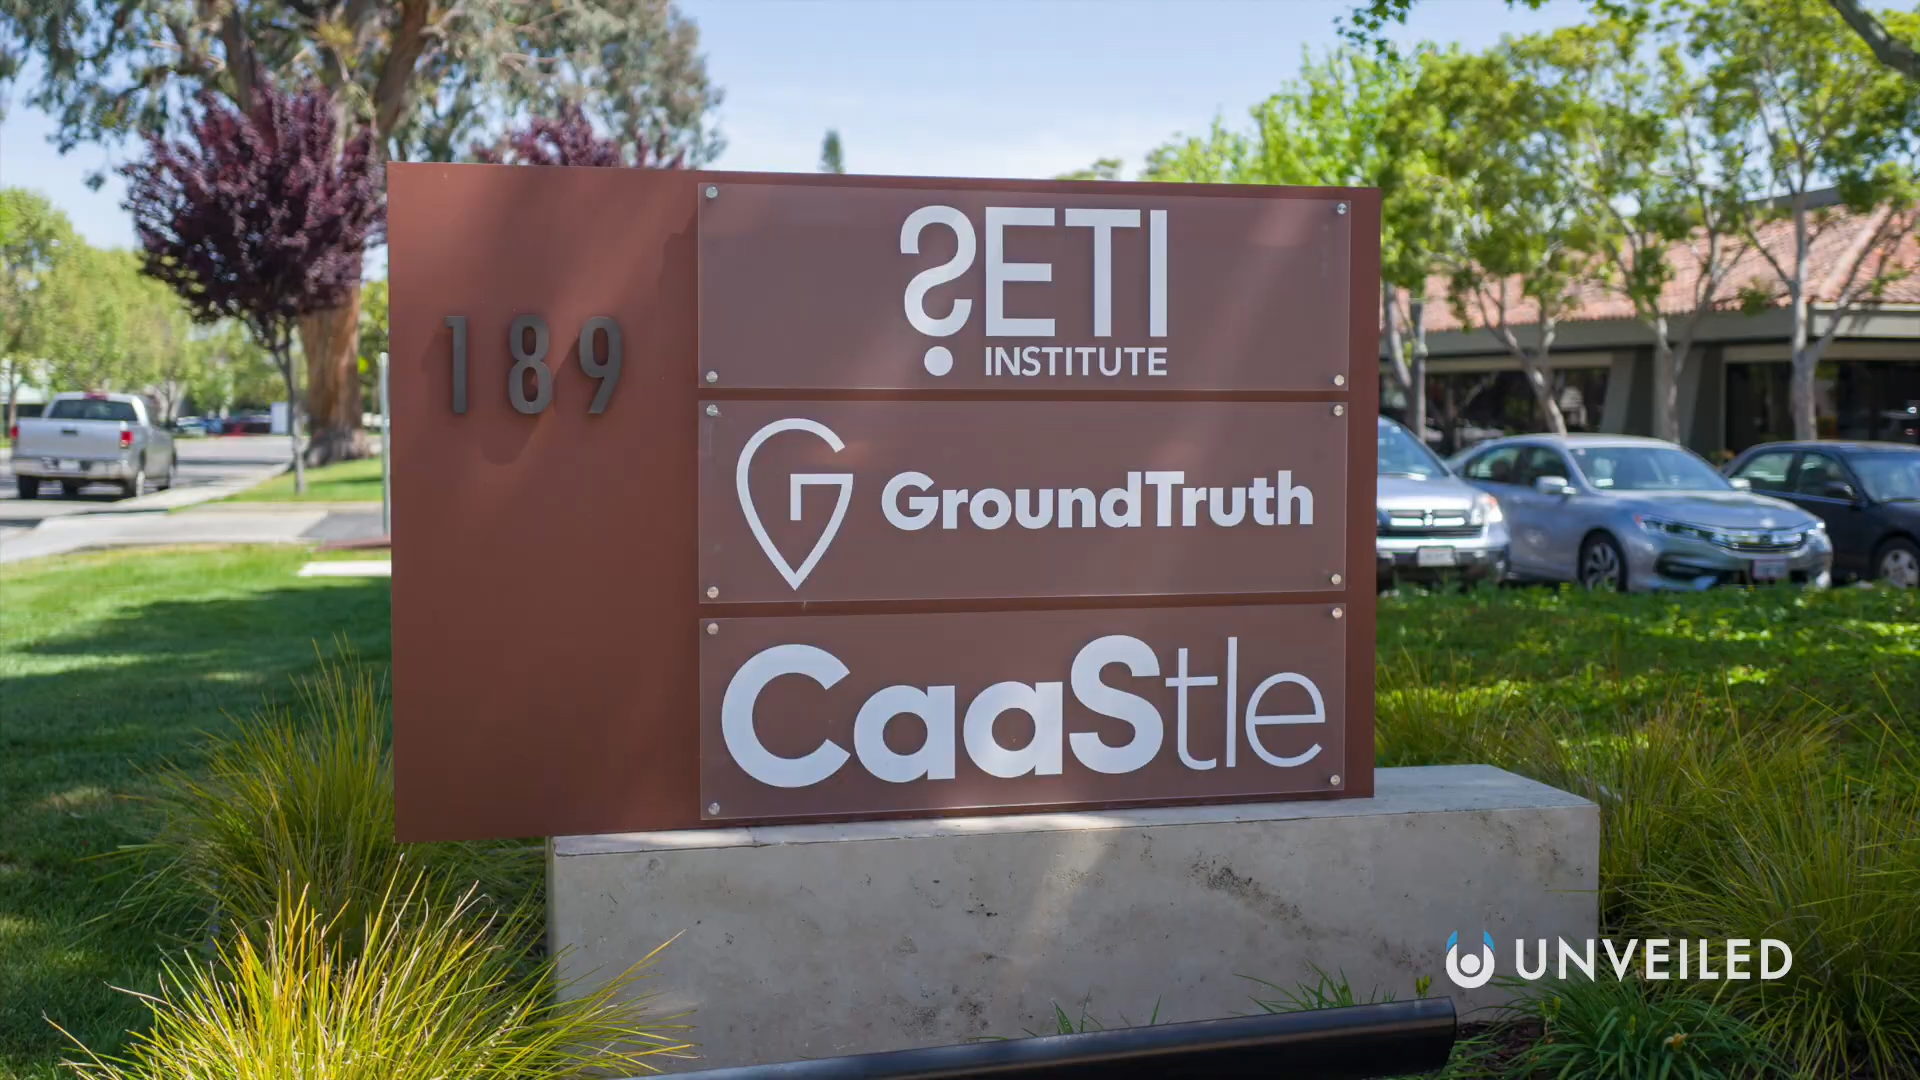 189
SETI
INSTITUTE
GroundTruth
CaaStle
UNVEILED